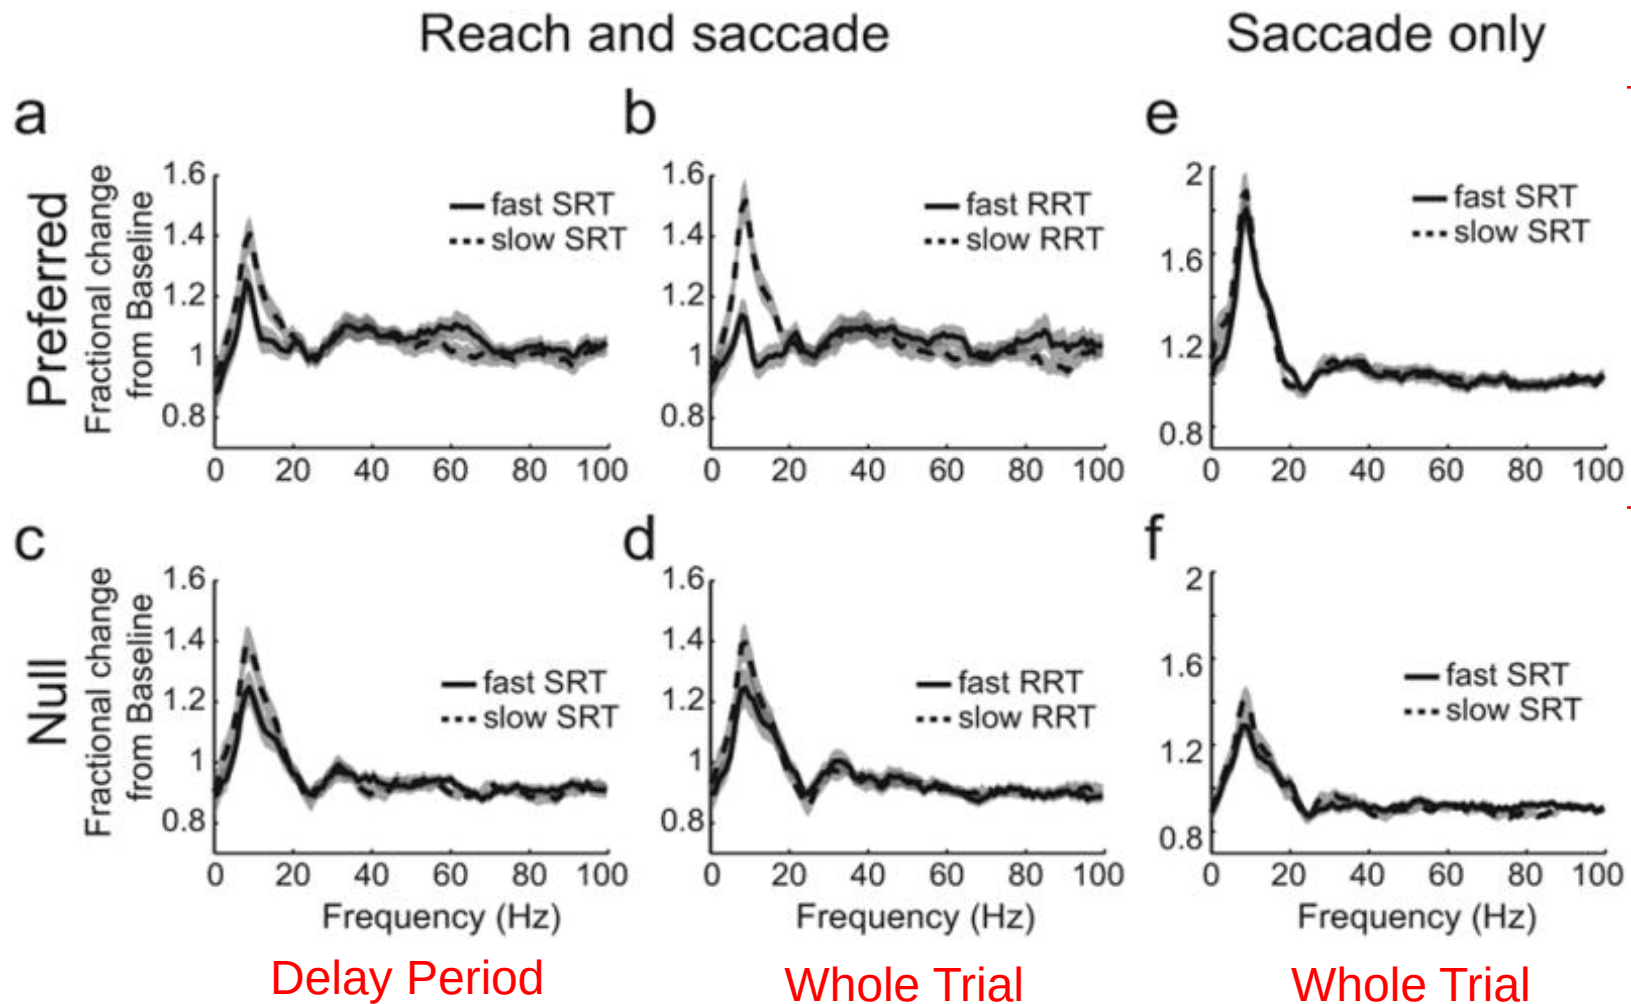 Reach and saccade
Saccade only
a
b
e
Preferred
Fractional change
from Baseline
1.6
1.4
1.2
1
0.8
fast SRT
slow SRT
0 20 40 60 80 100
1.6
1.4
1.2
1
0.8
fast RRT
slow RRT
0 20 40 60 80 100
2
1.6
1.2
0.8
fast SRT
slow SRT
0 20 40 60 80 100
c
d
f
Null
Fractional change
from Baseline
1.6
1.4
1.2
1
0.8
fast SRT
slow SRT
0 20 40 60 80 100
Frequency (Hz)
1.6
1.4
1.2
1
0.8
fast RRT
slow RRT
0 20 40 60 80 100
Frequency (Hz)
2
1.6
1.2
0.8
fast SRT
slow SRT
0 20 40 60 80 100
Frequency (Hz)
Delay Period
Whole Trial
Whole Trial